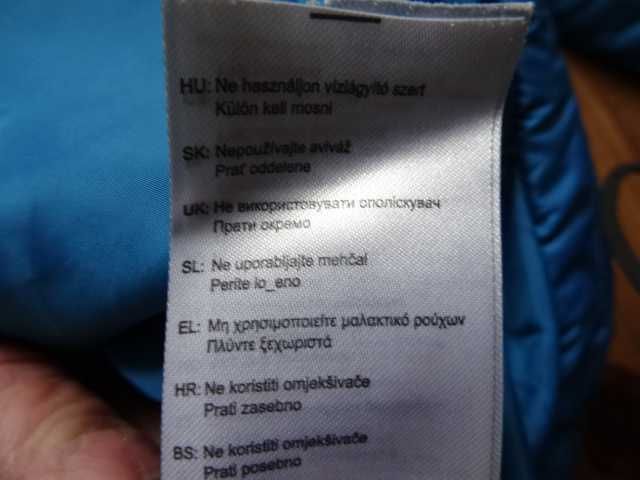 HU: Ne használjon vízlágyító szert
Külön kell mosni
SK: Nepoužívajte aviváž
Prať oddelene
UK: Не використовувати ополіскувач
Прати окремо
SL: Ne uporabljajte mehčal
Perite lo_eno
EL: Μη χρησιμοποιείτε μαλακτικό ρούχων
Πλύντε ξεχωριστά
HR: Ne koristiti omjekšivače
Prati zasebno
BS: Ne koristiti omjekšivače
Prati posebno